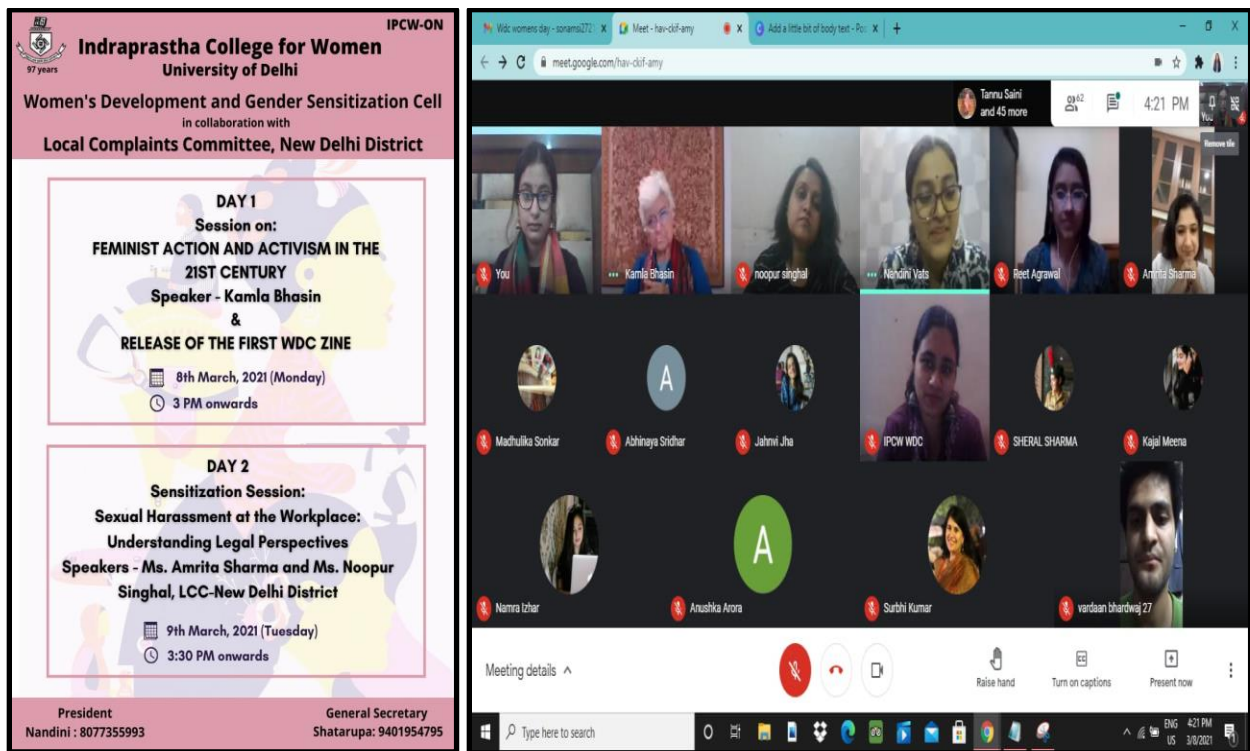 97 years
IPCW-ON
Indraprastha College for Women
University of Delhi
Women's Development and Gender Sensitization Cell
in collaboration with
Local Complaints Committee, New Delhi District
DAY 1
Session on:
FEMINIST ACTION AND ACTIVISM IN THE
21ST CENTURY
Speaker - Kamla Bhasin
&
RELEASE OF THE FIRST WDC ZINE
8th March, 2021 (Monday)
3 PM onwards
DAY 2
Sensitization Session:
Sexual Harassment at the Workplace:
Understanding Legal Perspectives
Speakers - Ms. Amrita Sharma and Ms. Noopur
Singhal, LCC-New Delhi District
9th March, 2021 (Tuesday)
3:30 PM onwards
President
Nandini : 8077355993
General Secretary
Shatarupa: 9401954795
Wdc womens day - sonamsi2721
Meet - hav-ckif-amy
Add a little bit of body text - Po
meet.google.com/hav-ckif-amy
Tannu Saini
and 45 more
62
4:21 PM
You
Remove tile
You
Kamla Bhasin
noopur singhal
Nandini Vats
Reet Agrawal
Amrita Sharma
Madhulika Sonkar
A
Abhinaya Sridhar
Jahnvi Jha
IPCW WDC
SHERAL SHARMA
Kajal Meena
Namra Izhar
A
Anushka Arora
Surbhi Kumar
vardaan bhardwaj 27
Meeting details
Raise hand
Turn on captions
Present now
Type here to search
ENG
US
4:21 PM
3/8/2021